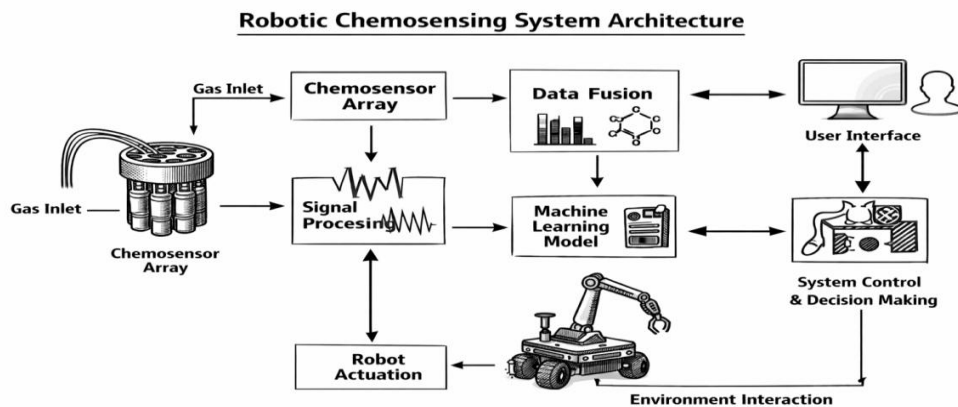 Robotic Chemosensing System Architecture
Gas Inlet
Chemosensor
Array
Data Fusion
User Interface
Gas Inlet
Chemosensor
Array
Signal
Procesing
Machine
Learning
Model
System Control
& Decision Making
Robot
Actuation
Environment Interaction